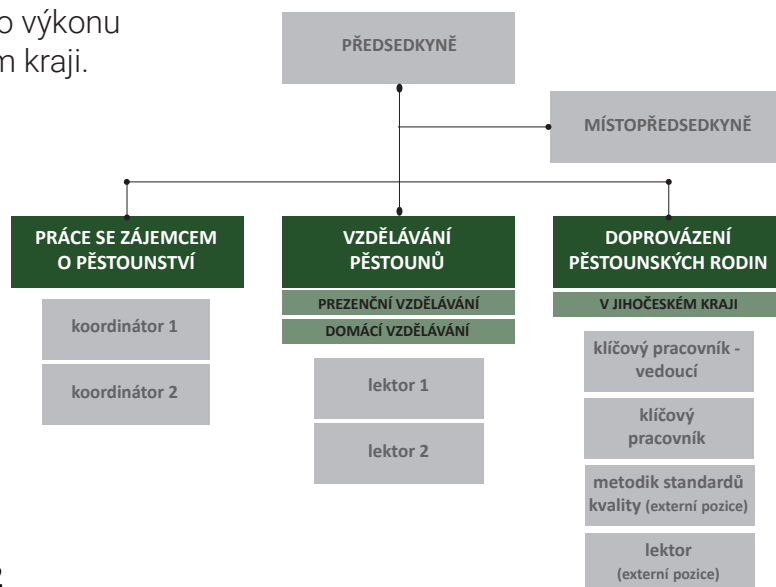 o výkonu
m kraji.
PŘEDSEDKYNĚ
MÍSTOPŘEDSEDKYNĚ
PRÁCE SE ZÁJEMCEM
O PĚSTOUNSTVÍ
koordinátor 1
koordinátor 2
VZDĚLÁVÁNÍ
PĚSTOUNŮ
PREZENČNÍ VZDĚLÁVÁNÍ
DOMÁCÍ VZDĚLÁVÁNÍ
lektor 1
lektor 2
DOPROVÁZENÍ
PĚSTOUNSKÝCH RODIN
V JIHOČESKÉM KRAJI
klíčový pracovník -
vedoucí
klíčový
pracovník
metodik standardů
kvality (externí pozice)
lektor
(externí pozice)